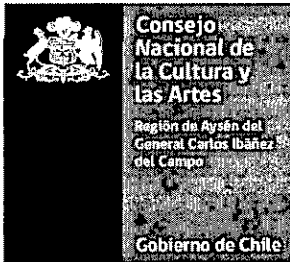 Consejo
Nacional de
la Cultura y
las Artes
Región de Aysén del
General Carlos Ibáñez
del Campo
Gobierno de Chile